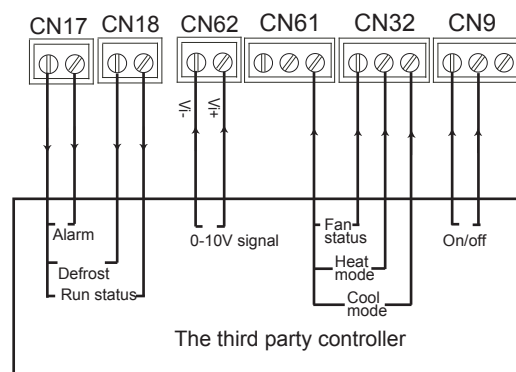 CN17 CN18 CN62 CN61 CN32 CN9
Vi- Vi+
Alarm
Defrost
Run status
0-10V signal
Fan
status
Heat
mode
Cool
mode
On/off
The third party controller